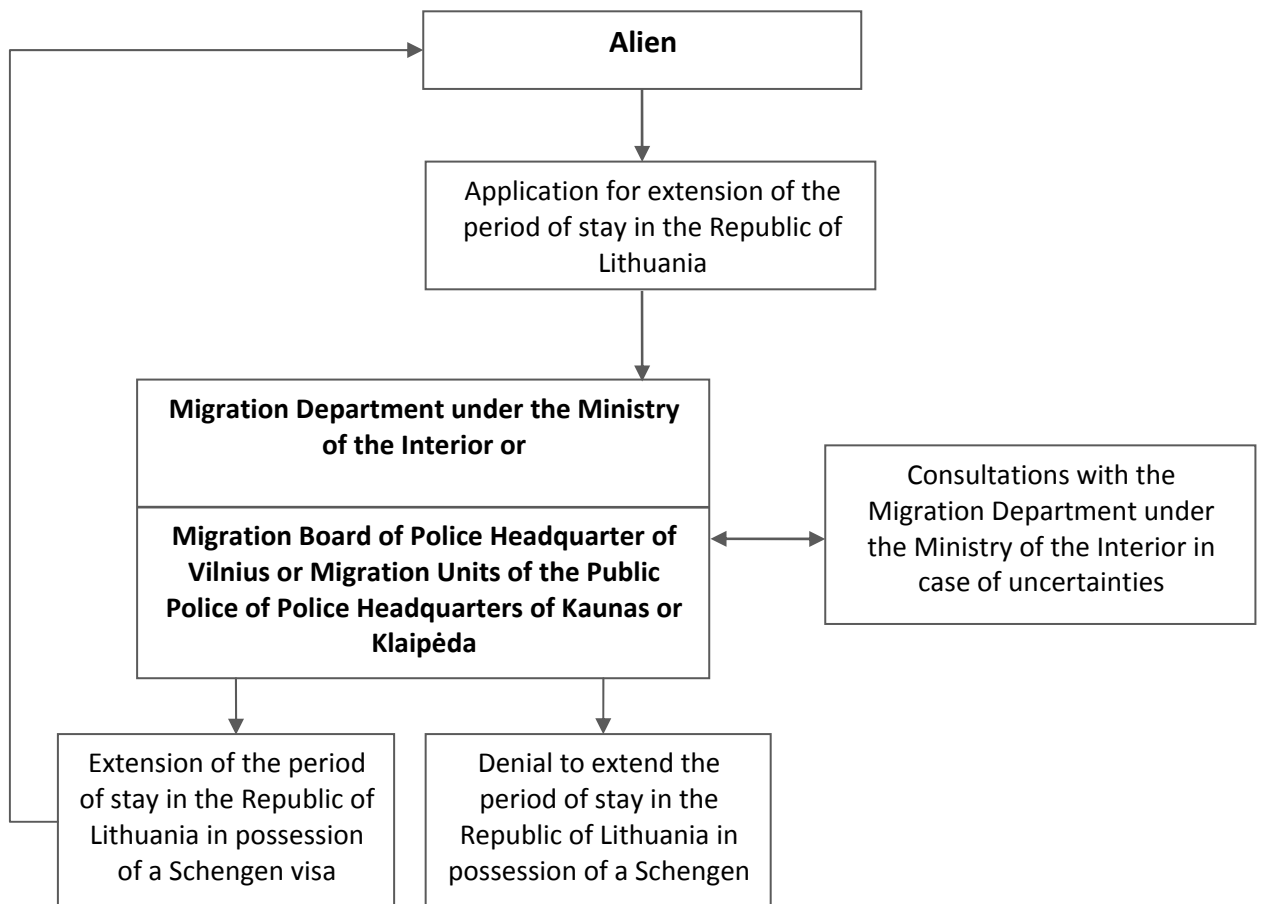 Alien
Application for extension of the
period of stay in the Republic of
Lithuania
Migration Department under the Ministry
of the Interior or
Migration Board of Police Headquarter of
Vilnius or Migration Units of the Public
Police of Police Headquarters of Kaunas or
Klaipėda
Consultations with the
Migration Department under
the Ministry of the Interior in
case of uncertainties
Extension of the period
of stay in the Republic of
Lithuania in possession
of a Schengen visa
Denial to extend the
period of stay in the
Republic of Lithuania in
possession of a Schengen